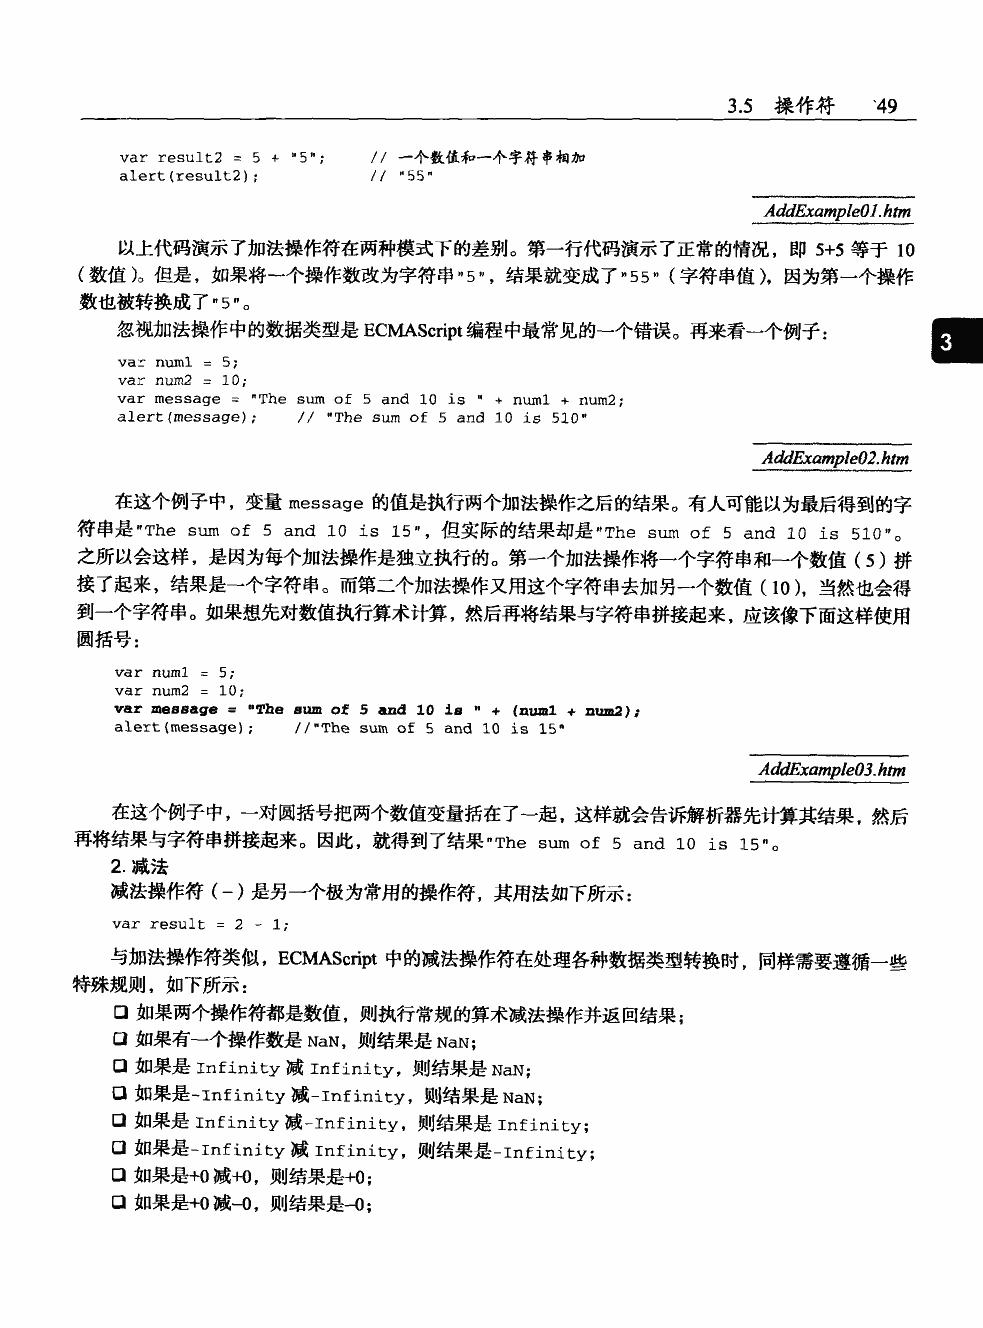 3.5 操作符 49
var result2 = 5 + "5"; // 一个数值和一个字符串相加
alert(result2); // "55"
AddExample01.htm
以上代码演示了加法操作符在两种模式下的差别。第一行代码演示了正常的情况，即 5+5 等于 10
（数值）。但是，如果将一个操作数改为字符串"5"，结果就变成了"55"（字符串值），因为第一个操作
数也被转换成了"5"。
忽视加法操作中的数据类型是 ECMAScript 编程中最常见的一个错误。再来看一个例子：
3
var num1 = 5;
var num2 = 10;
var message = "The sum of 5 and 10 is " + num1 + num2;
alert(message); // "The sum of 5 and 10 is 510"
AddExample02.htm
在这个例子中，变量 message 的值是执行两个加法操作之后的结果。有人可能以为最后得到的字
符串是"The sum of 5 and 10 is 15"，但实际的结果却是"The sum of 5 and 10 is 510"。
之所以会这样，是因为每个加法操作是独立执行的。第一个加法操作将一个字符串和一个数值（5）拼
接了起来，结果是一个字符串。而第二个加法操作又用这个字符串去加另一个数值（10），当然也会得
到一个字符串。如果想先对数值执行算术计算，然后再将结果与字符串拼接起来，应该像下面这样使用
圆括号：
var num1 = 5;
var num2 = 10;
var message = "The sum of 5 and 10 is " + (num1 + num2);
alert(message); //"The sum of 5 and 10 is 15"
AddExample03.htm
在这个例子中，一对圆括号把两个数值变量括在了一起，这样就会告诉解析器先计算其结果，然后
再将结果与字符串拼接起来。因此，就得到了结果"The sum of 5 and 10 is 15"。
2. 减法
减法操作符（-）是另一个极为常用的操作符，其用法如下所示：
var result = 2 - 1;
与加法操作符类似，ECMAScript 中的减法操作符在处理各种数据类型转换时，同样需要遵循一些
特殊规则，如下所示：
❑ 如果两个操作符都是数值，则执行常规的算术减法操作并返回结果；
❑ 如果有一个操作数是 NaN，则结果是 NaN；
❑ 如果是 Infinity 减 Infinity，则结果是 NaN；
❑ 如果是-Infinity 减-Infinity，则结果是 NaN；
❑ 如果是 Infinity 减-Infinity，则结果是 Infinity；
❑ 如果是-Infinity 减 Infinity，则结果是-Infinity；
❑ 如果是+0 减+0，则结果是+0；
❑ 如果是+0 减-0，则结果是-0；